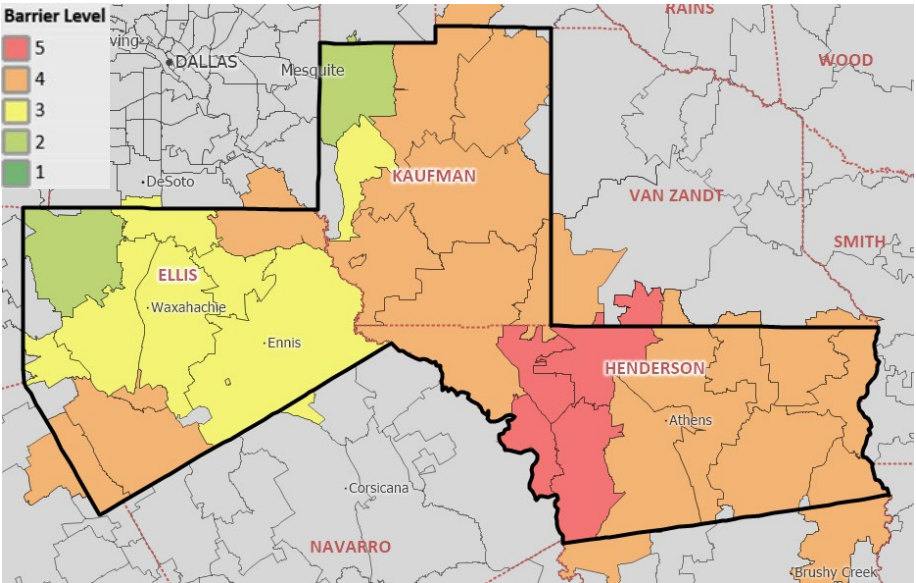 Barrier Level
5
4
3
2
1
ving
DALLAS
Mesquite
DeSoto
RAINS
WOOD
KAUFMAN
VAN ZANDT
SMITH
ELLIS
Waxahachie
Ennis
HENDERSON
Athens
Corsicana
NAVARRO
Brushy Creek